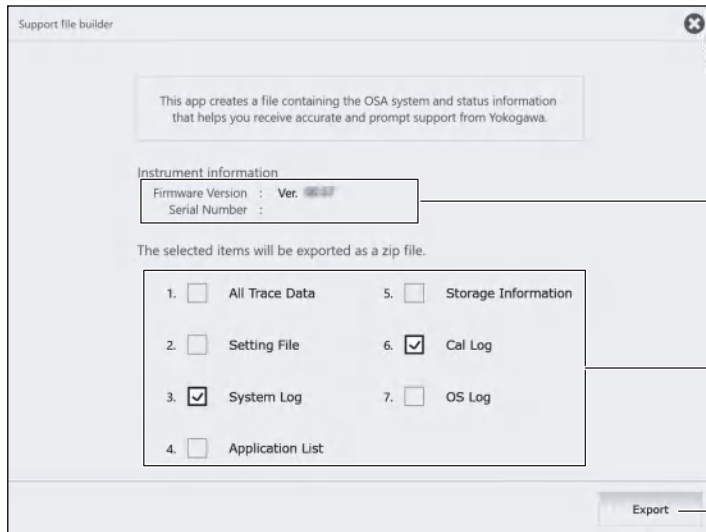 Support file builder
This app creates a file containing the OSA system and status information
that helps you receive accurate and prompt support from Yokogawa.
Instrument information
Firmware Version : Ver.
Serial Number :
The selected items will be exported as a zip file.
1. All Trace Data
2. Setting File
3. System Log
4. Application List
5. Storage Information
6. Cal Log
7. OS Log
Export